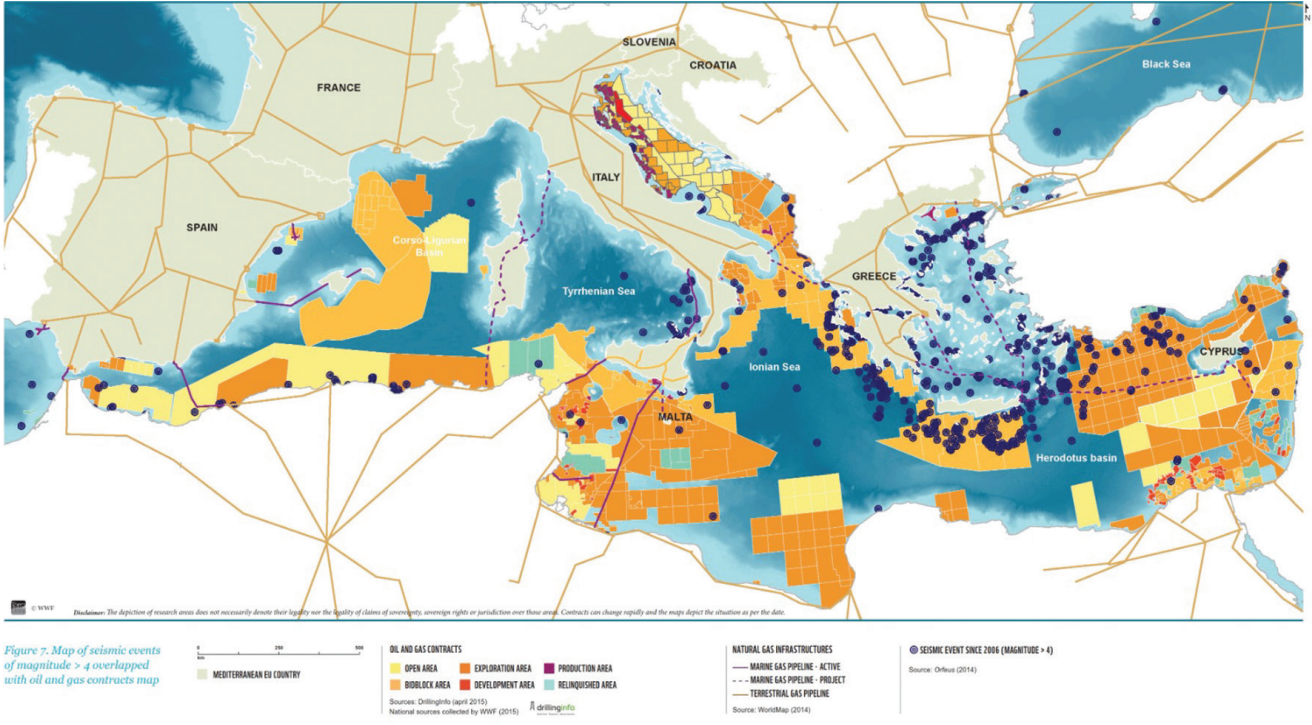 N
SLOVENIA
CROATIA
Black Sea
FRANCE
ITALY
SPAIN
Corso-Ligurian
Basin
GREECE
Tyrrhenian Sea
CYPRUS
Ionian Sea
MALTA
Herodotus basin
© WWF
Disclaimer: The depiction of research areas does not necessarily denote their legality nor the legality of claims of sovereignty, sovereign rights or jurisdiction over those areas. Contracts can change rapidly and the maps depict the situation as per the date.
Figure 7. Map of seismic events
of magnitude > 4 overlapped
with oil and gas contracts map
0 250 500
km
MEDITERRANEAN EU COUNTRY
OIL AND GAS CONTRACTS
OPEN AREA EXPLORATION AREA PRODUCTION AREA
BIDBLOCK AREA DEVELOPMENT AREA RELINQUISHED AREA
Sources: DrillingInfo (april 2015)
National sources collected by WWF (2015)
drillinginfo
NATURAL GAS INFRASTRUCTURES
MARINE GAS PIPELINE - ACTIVE
MARINE GAS PIPELINE - PROJECT
TERRESTRIAL GAS PIPELINE
Source: WorldMap (2014)
SEISMIC EVENT SINCE 2006 (MAGNITUDE > 4)
Source: Orfeus (2014)